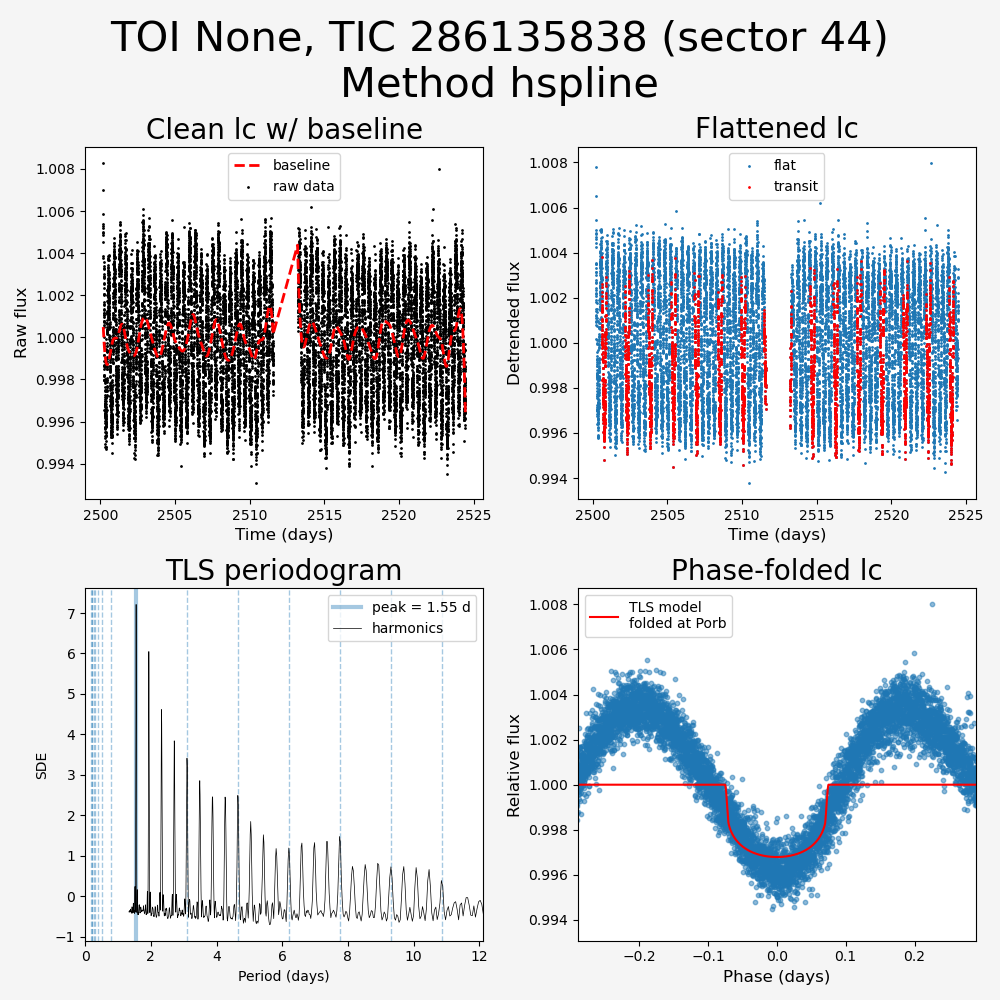 TOI None, TIC 286135838 (sector 44)
Method hspline
Clean lc w/ baseline
baseline
raw data
1.008
1.006
1.004
1.002
1.000
0.998
0.996
0.994
Raw flux
2500
2505
2510
2515
2520
2525
Time (days)
Flattened lc
flat
transit
1.008
1.006
1.004
1.002
1.000
0.998
0.996
0.994
Detrended flux
2500
2505
2510
2515
2520
2525
Time (days)
TLS periodogram
peak = 1.55 d
harmonics
7
6
5
4
3
2
1
0
−1
SDE
0
2
4
6
8
10
12
Period (days)
Phase-folded lc
TLS model
folded at Porb
1.008
1.006
1.004
1.002
1.000
0.998
0.996
0.994
Relative flux
−0.2
−0.1
0.0
0.1
0.2
Phase (days)